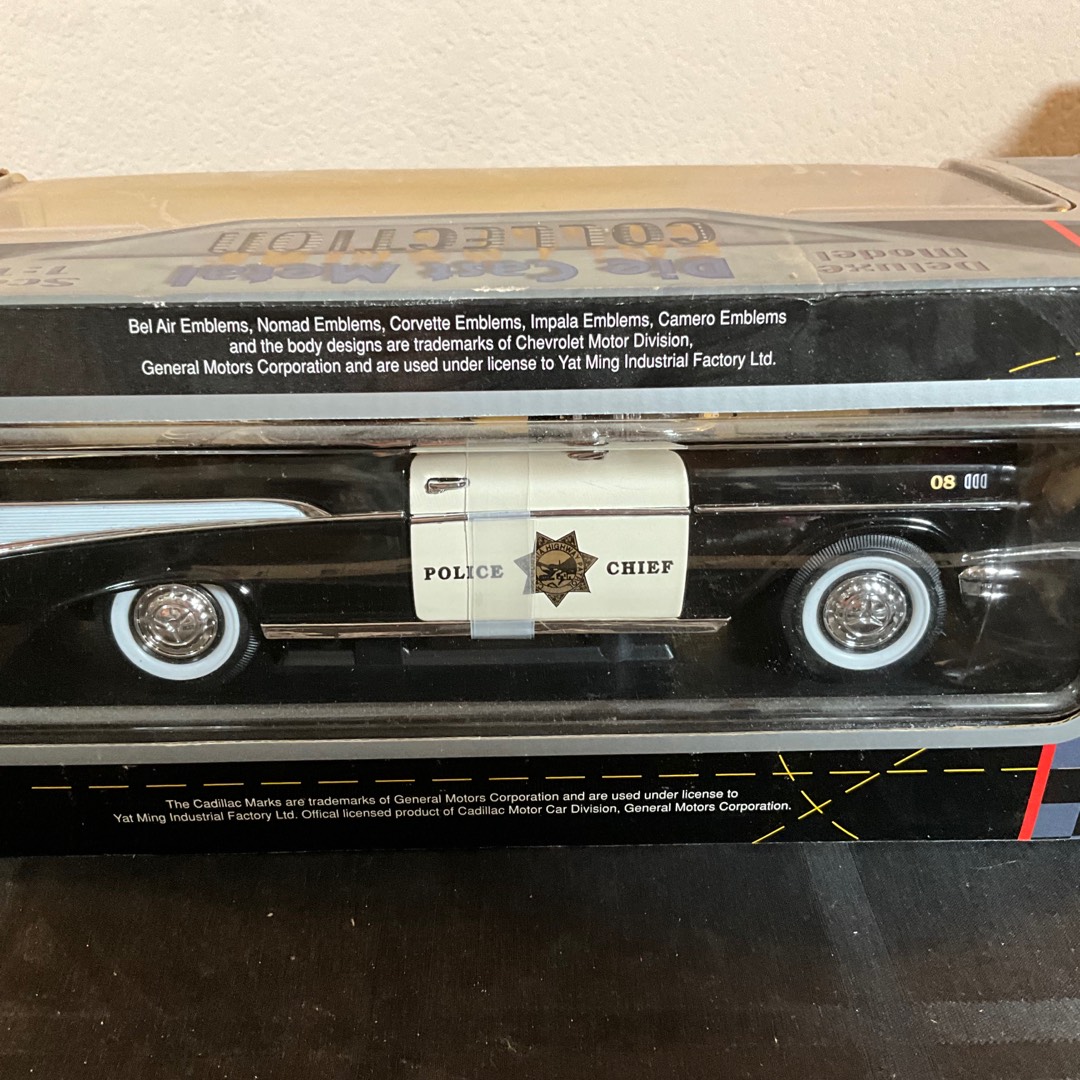 COLLECTION
Die Cast Metal
Deluxe
Model
Bel Air Emblems, Nomad Emblems, Corvette Emblems, Impala Emblems, Camero Emblems
and the body designs are trademarks of Chevrolet Motor Division,
General Motors Corporation and are used under license to Yat Ming Industrial Factory Ltd.
08
POLICE CHIEF
HIGHWAY
The Cadillac Marks are trademarks of General Motors Corporation and are used under license to
Yat Ming Industrial Factory Ltd. Offical licensed product of Cadillac Motor Car Division, General Motors Corporation.